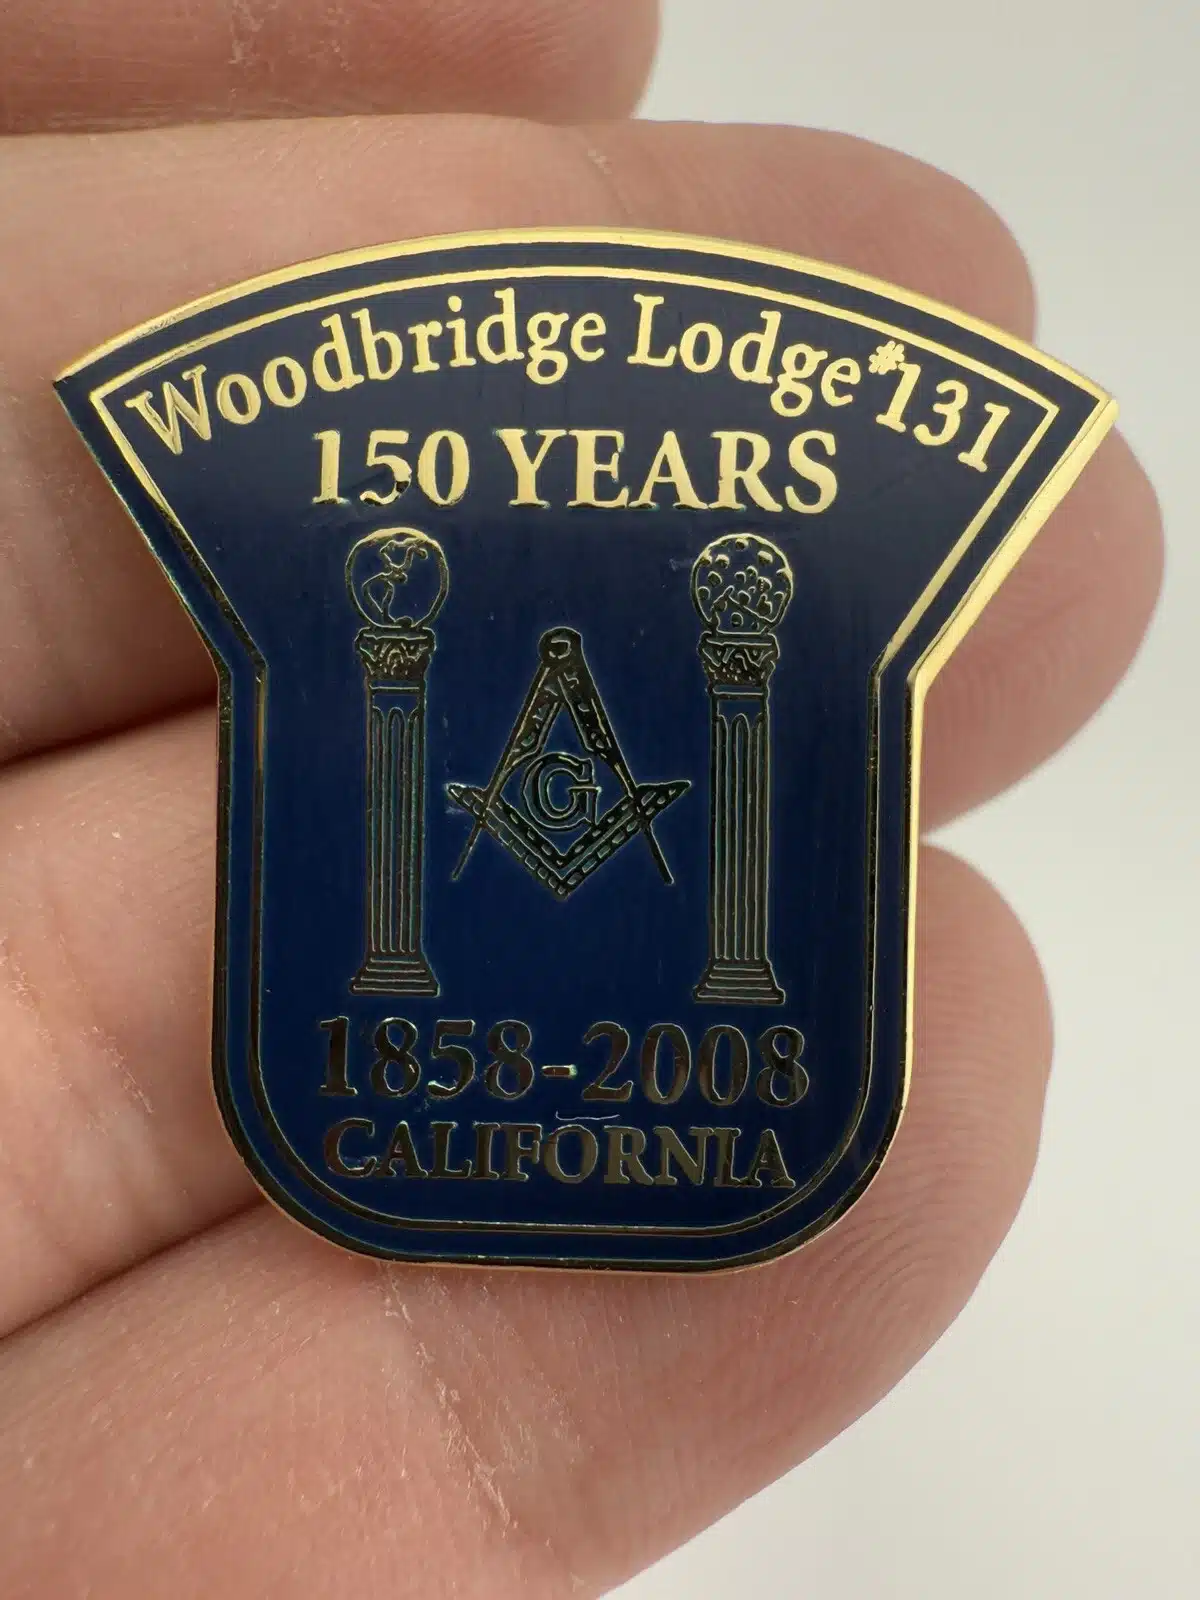 Woodbridge Lodge #131
150 YEARS
G
1858-2008
CALIFORNIA